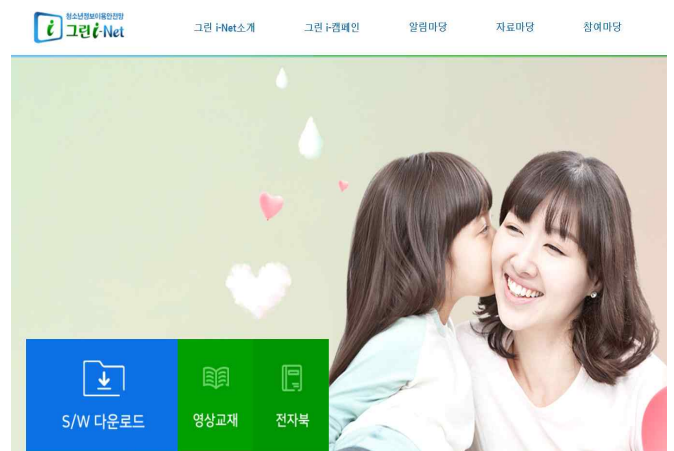 청소년정보이용안전망
그린 i-Net
그린 i-Net소개
그린 i-캠페인
알림마당
자료마당
참여마당
S/W 다운로드
영상교재
전자북